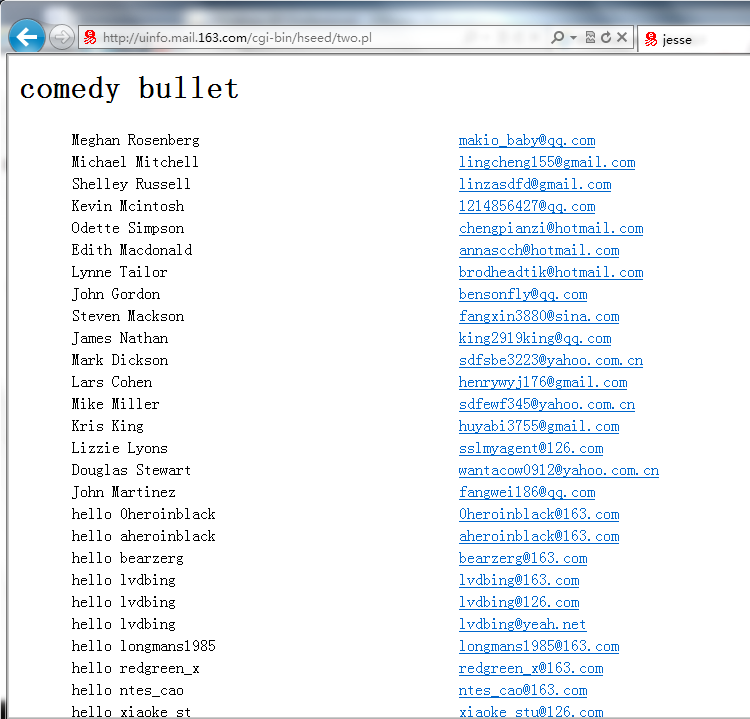 http://uinfo.mail.163.com/cgi-bin/hseed/two.pl
jesse
comedy bullet
Meghan Rosenberg makio_baby@qq.com
Michael Mitchell lingcheng155@gmail.com
Shelley Russell linzasdfd@gmail.com
Kevin Mcintosh 1214856427@qq.com
Odette Simpson chengpianzi@hotmail.com
Edith Macdonald annascch@hotmail.com
Lynne Tailor brodheadtik@hotmail.com
John Gordon bensonfly@qq.com
Steven Mackson fangxin3880@sina.com
James Nathan king2919king@qq.com
Mark Dickson sdfsbe3223@yahoo.com.cn
Lars Cohen henrywyj176@gmail.com
Mike Miller sdfewf345@yahoo.com.cn
Kris King huyabi3755@gmail.com
Lizzie Lyons sslmyagent@126.com
Douglas Stewart wantacow0912@yahoo.com.cn
John Martinez fangwei186@qq.com
hello 0heroinblack 0heroinblack@163.com
hello aheroinblack aheroinblack@163.com
hello bearzerg bearzerg@163.com
hello lvdbing lvdbing@163.com
hello lvdbing lvdbing@126.com
hello lvdbing lvdbing@yeah.net
hello longmans1985 longmans1985@163.com
hello redgreen_x redgreen_x@163.com
hello ntes_cao ntes_cao@163.com
hello xiaoke_stu xiaoke_stu@126.com